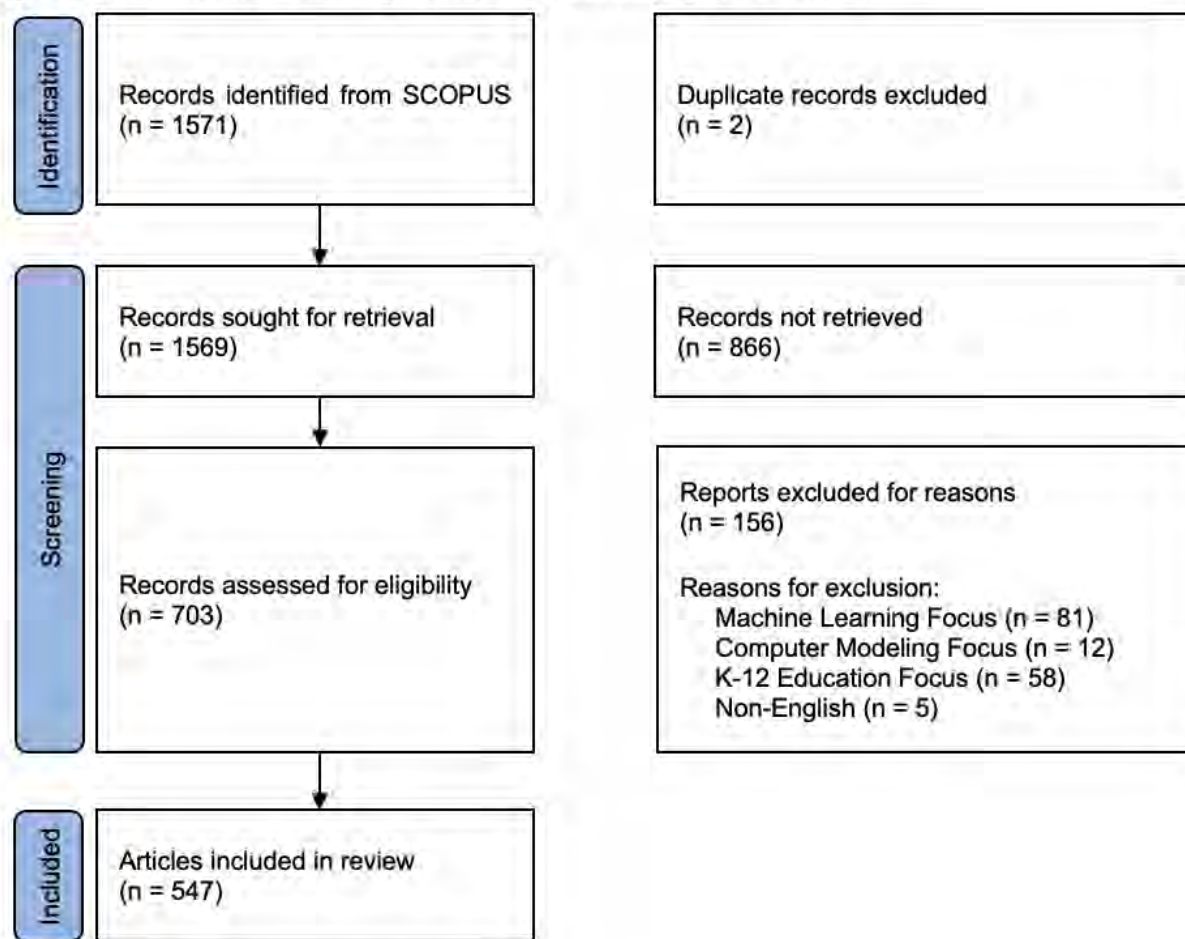 Identification
Records identified from SCOPUS
(n = 1571)
Duplicate records excluded
(n = 2)
Screening
Records sought for retrieval
(n = 1569)
Records not retrieved
(n = 866)
Records assessed for eligibility
(n = 703)
Reports excluded for reasons
(n = 156)
Reasons for exclusion:
Machine Learning Focus (n = 81)
Computer Modeling Focus (n = 12)
K-12 Education Focus (n = 58)
Non-English (n = 5)
Included
Articles included in review
(n = 547)